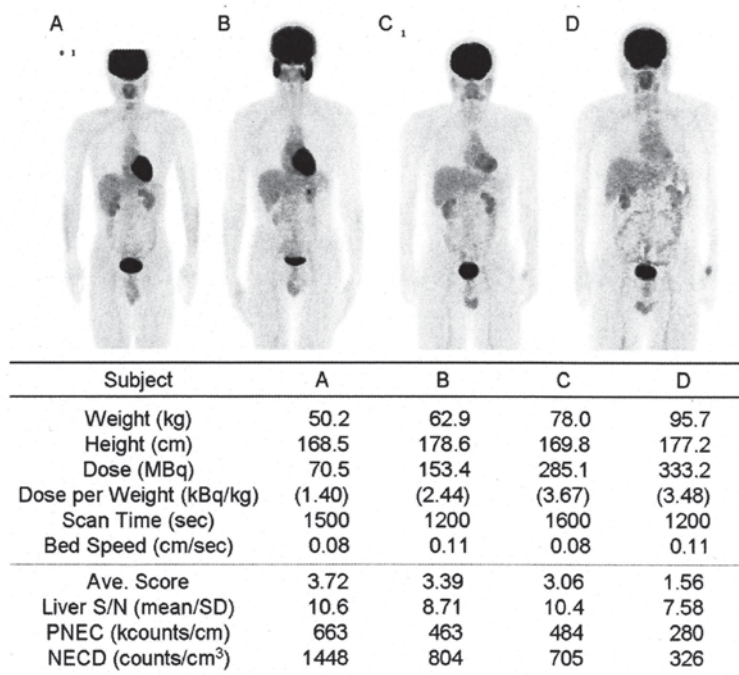 A B C D
1 1
Subject A B C D
Weight (kg) 50.2 62.9 78.0 95.7
Height (cm) 168.5 178.6 169.8 177.2
Dose (MBq) 70.5 153.4 285.1 333.2
Dose per Weight (kBq/kg) (1.40) (2.44) (3.67) (3.48)
Scan Time (sec) 1500 1200 1600 1200
Bed Speed (cm/sec) 0.08 0.11 0.08 0.11
Ave. Score 3.72 3.39 3.06 1.56
Liver S/N (mean/SD) 10.6 8.71 10.4 7.58
PNEC (kcounts/cm) 663 463 484 280
NECD (counts/cm³) 1448 804 705 326